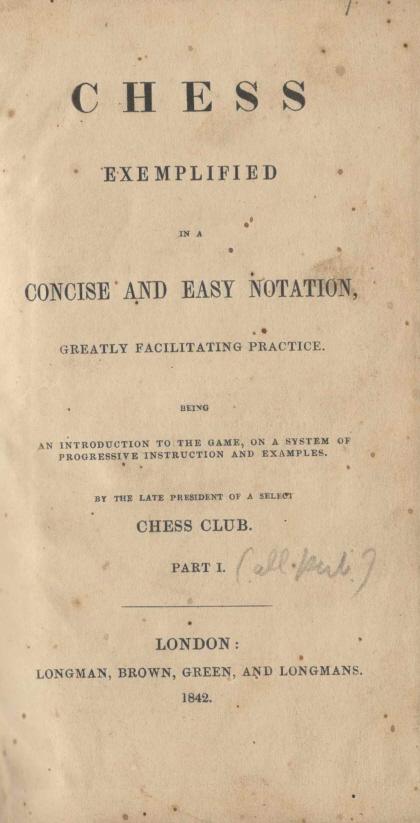 CHESS
EXEMPLIFIED
IN A
CONCISE AND EASY NOTATION,
GREATLY FACILITATING PRACTICE.
BEING
AN INTRODUCTION TO THE GAME, ON A SYSTEM OF
PROGRESSIVE INSTRUCTION AND EXAMPLES.
BY THE LATE PRESIDENT OF A SELECT
CHESS CLUB.
PART I. (all pub.)
LONDON:
LONGMAN, BROWN, GREEN, AND LONGMANS.
1842.